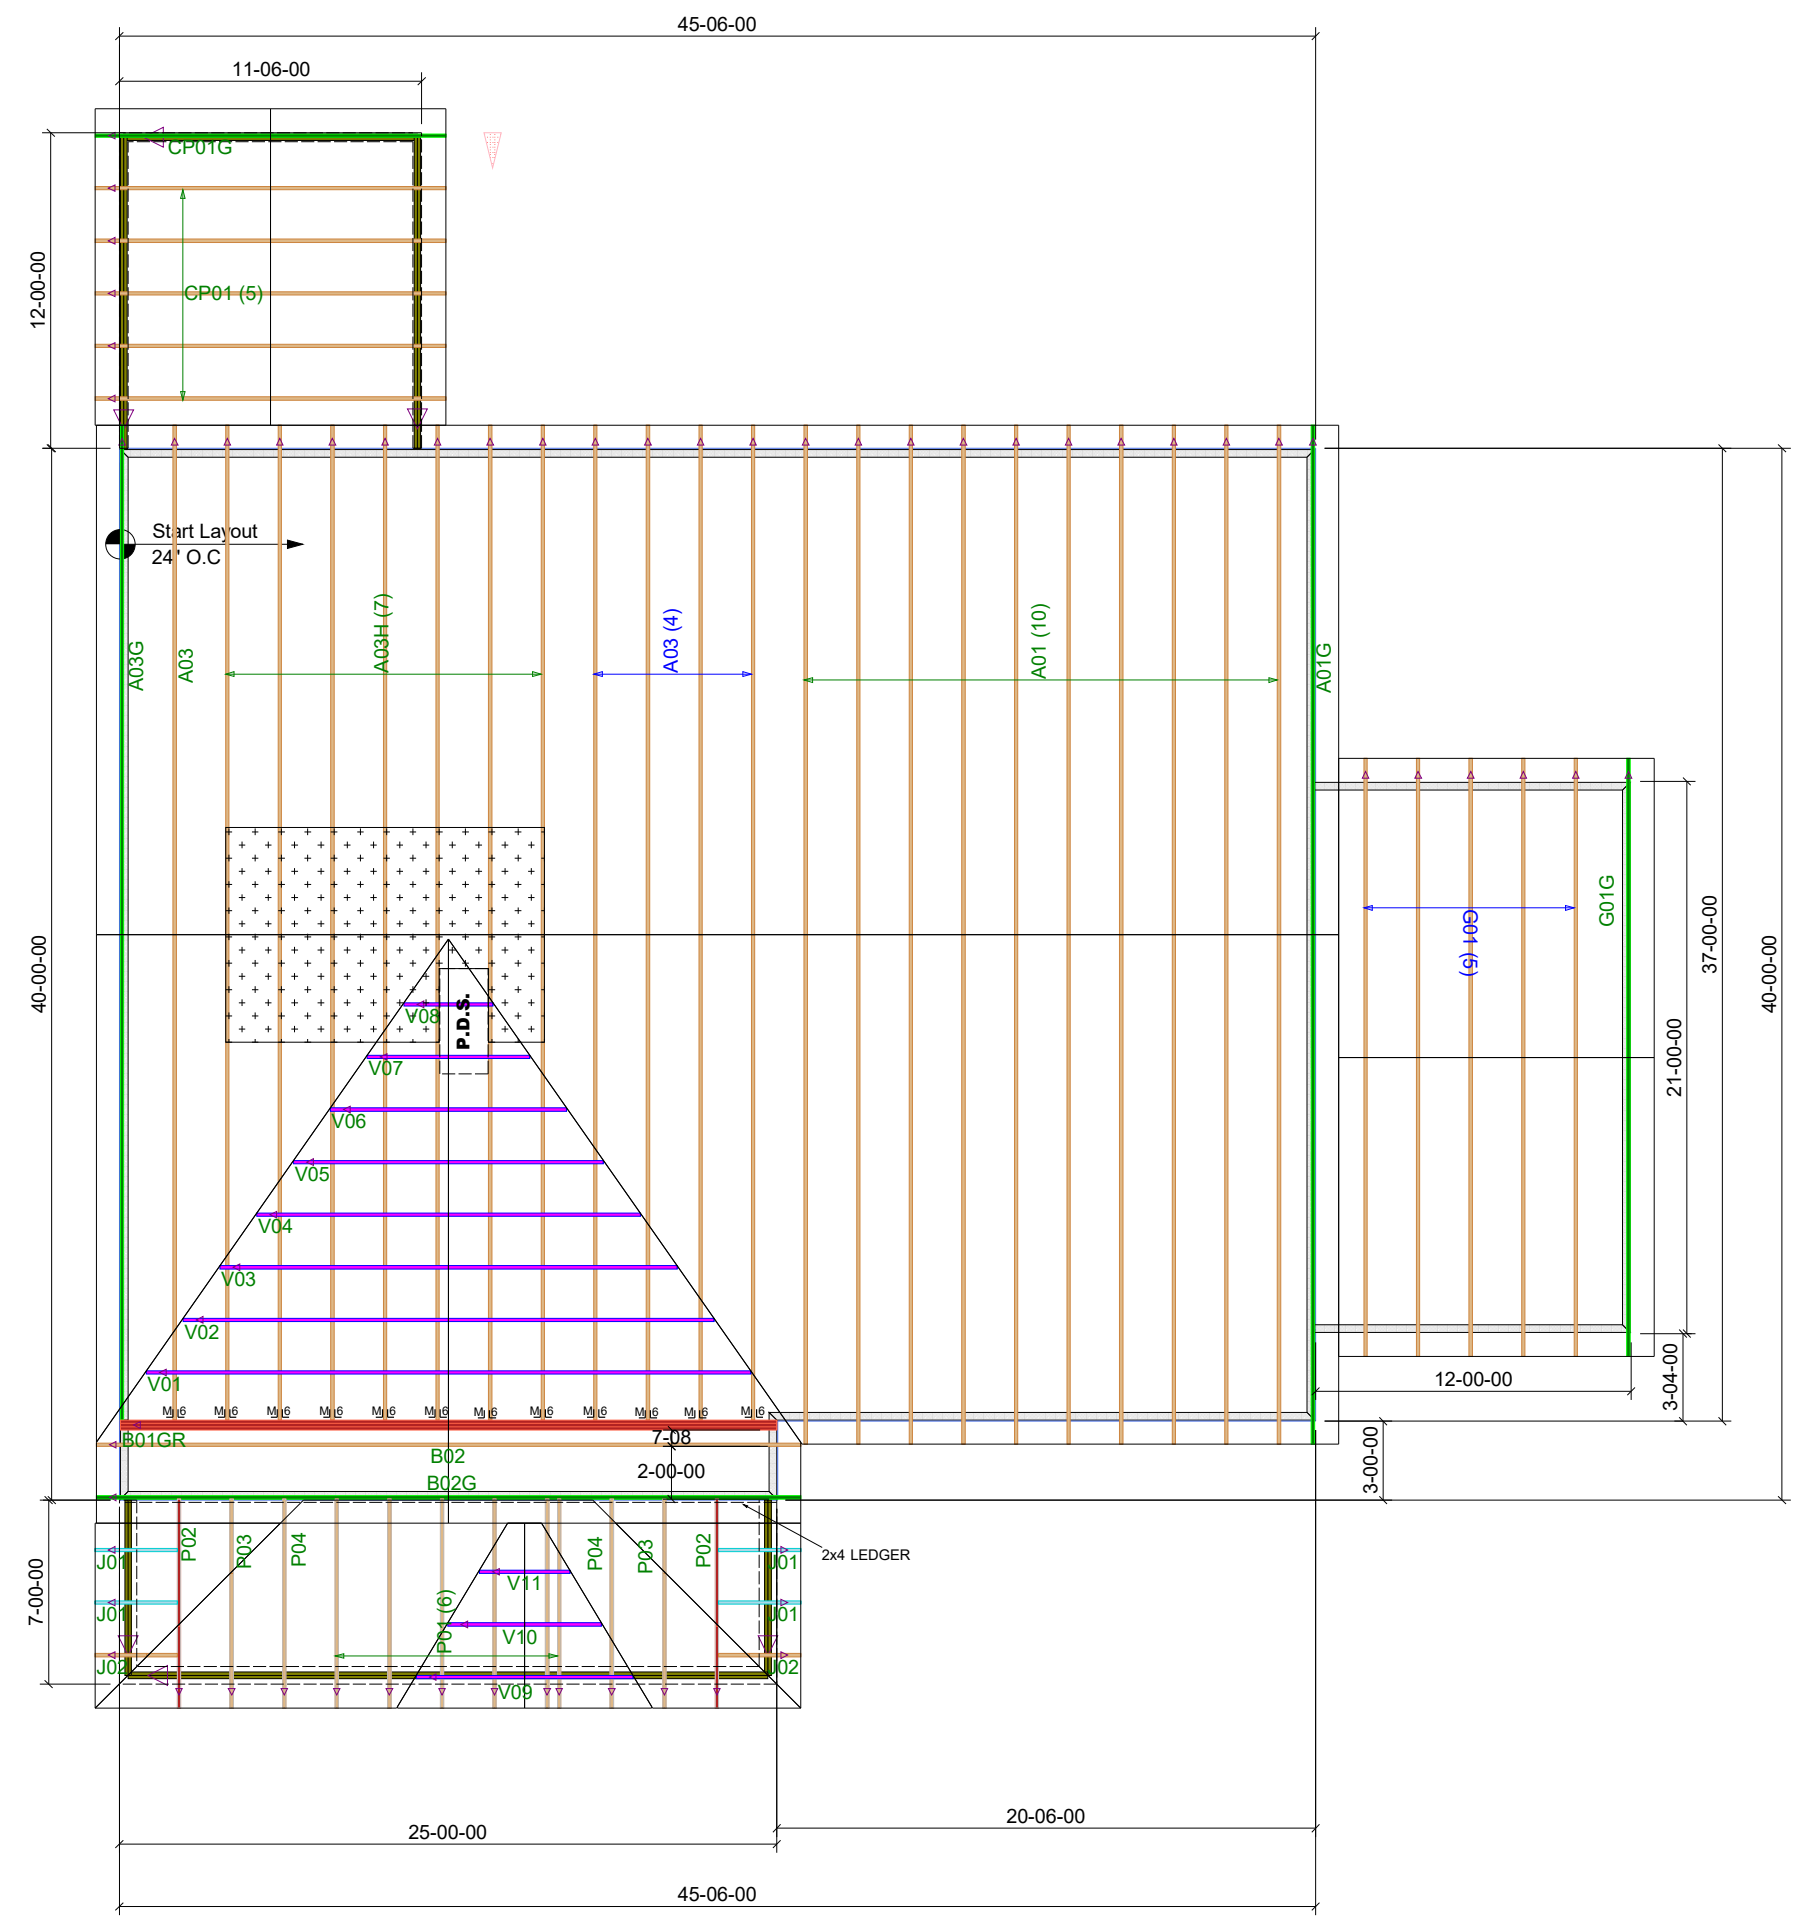 45-06-00
11-06-00
CP01G
12-00-00
CP01 (5)
Start Layout
24" O.C
A03G
A03
A03H (7)
A03 (4)
A01 (10)
A01G
G01 (5)
G01G
40-00-00
37-00-00
40-00-00
21-00-00
P.D.S.
V08
V07
V06
V05
V04
V03
V02
V01
12-00-00
3-04-00
3-00-00
B01GR
7-08
B02
2-00-00
B02G
P02
P03
P04
P04
P03
P02
2x4 LEDGER
J01
J01
V11
7-00-00
J01
J01
P01 (6)
V10
J02
J02
V09
20-06-00
25-00-00
45-06-00